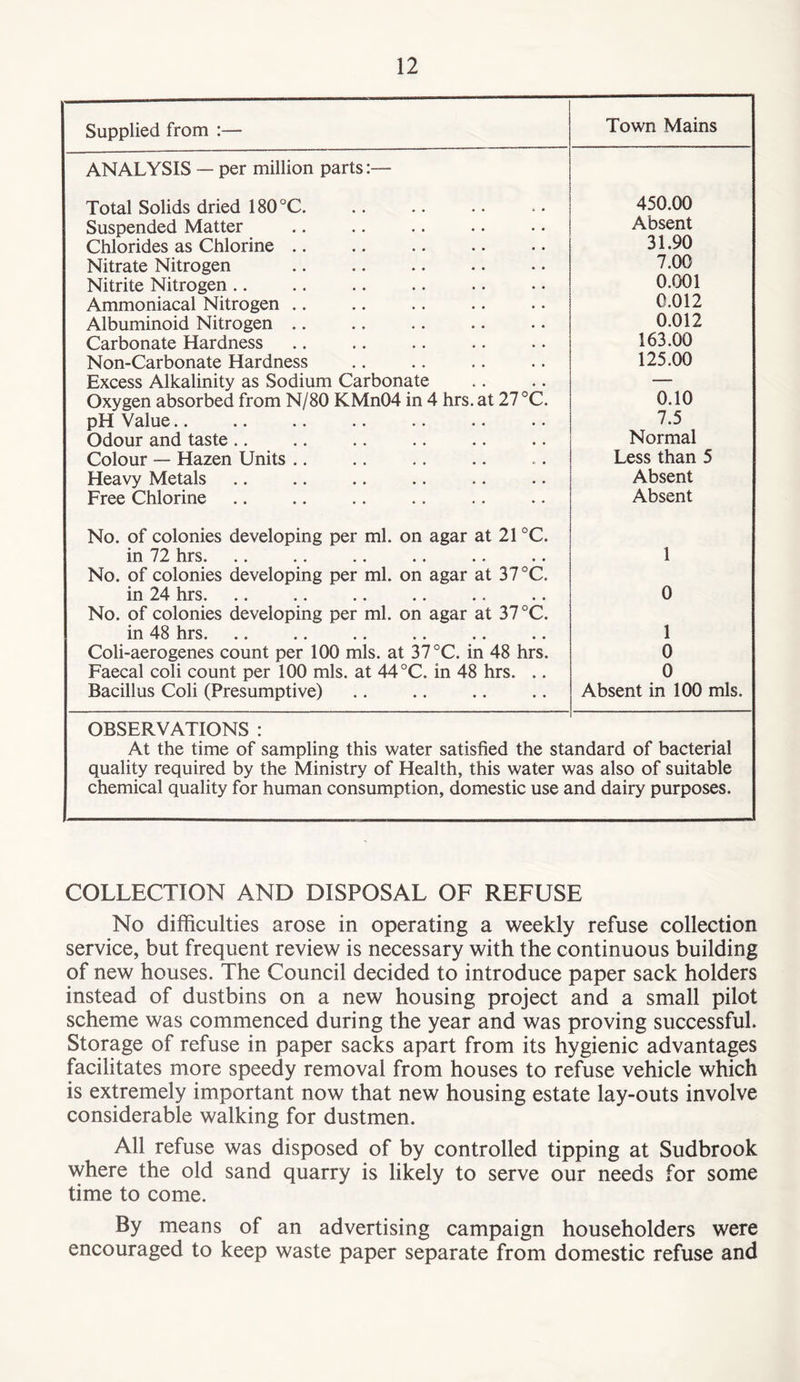 12
Supplied from :— Town Mains
ANALYSIS — per million parts:—
Total Solids dried 180°C. .. .. .. .. 450.00
Suspended Matter .. .. .. .. .. Absent
Chlorides as Chlorine .. .. .. .. .. 31.90
Nitrate Nitrogen .. .. .. .. .. 7.00
Nitrite Nitrogen .. .. .. .. .. .. 0.001
Ammoniacal Nitrogen .. .. .. .. .. 0.012
Albuminoid Nitrogen .. .. .. .. .. 0.012
Carbonate Hardness .. .. .. .. .. 163.00
Non-Carbonate Hardness .. .. .. .. 125.00
Excess Alkalinity as Sodium Carbonate .. .. —
Oxygen absorbed from N/80 KMn04 in 4 hrs. at 27°C. 0.10
pH Value.. .. .. .. .. .. .. 7.5
Odour and taste .. .. .. .. .. .. Normal
Colour — Hazen Units .. .. .. .. .. Less than 5
Heavy Metals .. .. .. .. .. .. Absent
Free Chlorine .. .. .. .. .. .. Absent
No. of colonies developing per ml. on agar at 21°C.
in 72 hrs. .. .. .. .. .. .. 1
No. of colonies developing per ml. on agar at 37°C.
in 24 hrs. .. .. .. .. .. .. 0
No. of colonies developing per ml. on agar at 37°C.
in 48 hrs. .. .. .. .. .. .. 1
Coli-aerogenes count per 100 mls. at 37°C. in 48 hrs. 0
Faecal coli count per 100 mls. at 44°C. in 48 hrs. .. 0
Bacillus Coli (Presumptive) .. .. .. .. Absent in 100 mls.
OBSERVATIONS :
At the time of sampling this water satisfied the standard of bacterial
quality required by the Ministry of Health, this water was also of suitable
chemical quality for human consumption, domestic use and dairy purposes.
COLLECTION AND DISPOSAL OF REFUSE
No difficulties arose in operating a weekly refuse collection
service, but frequent review is necessary with the continuous building
of new houses. The Council decided to introduce paper sack holders
instead of dustbins on a new housing project and a small pilot
scheme was commenced during the year and was proving successful.
Storage of refuse in paper sacks apart from its hygienic advantages
facilitates more speedy removal from houses to refuse vehicle which
is extremely important now that new housing estate lay-outs involve
considerable walking for dustmen.
All refuse was disposed of by controlled tipping at Sudbrook
where the old sand quarry is likely to serve our needs for some
time to come.
By means of an advertising campaign householders were
encouraged to keep waste paper separate from domestic refuse and